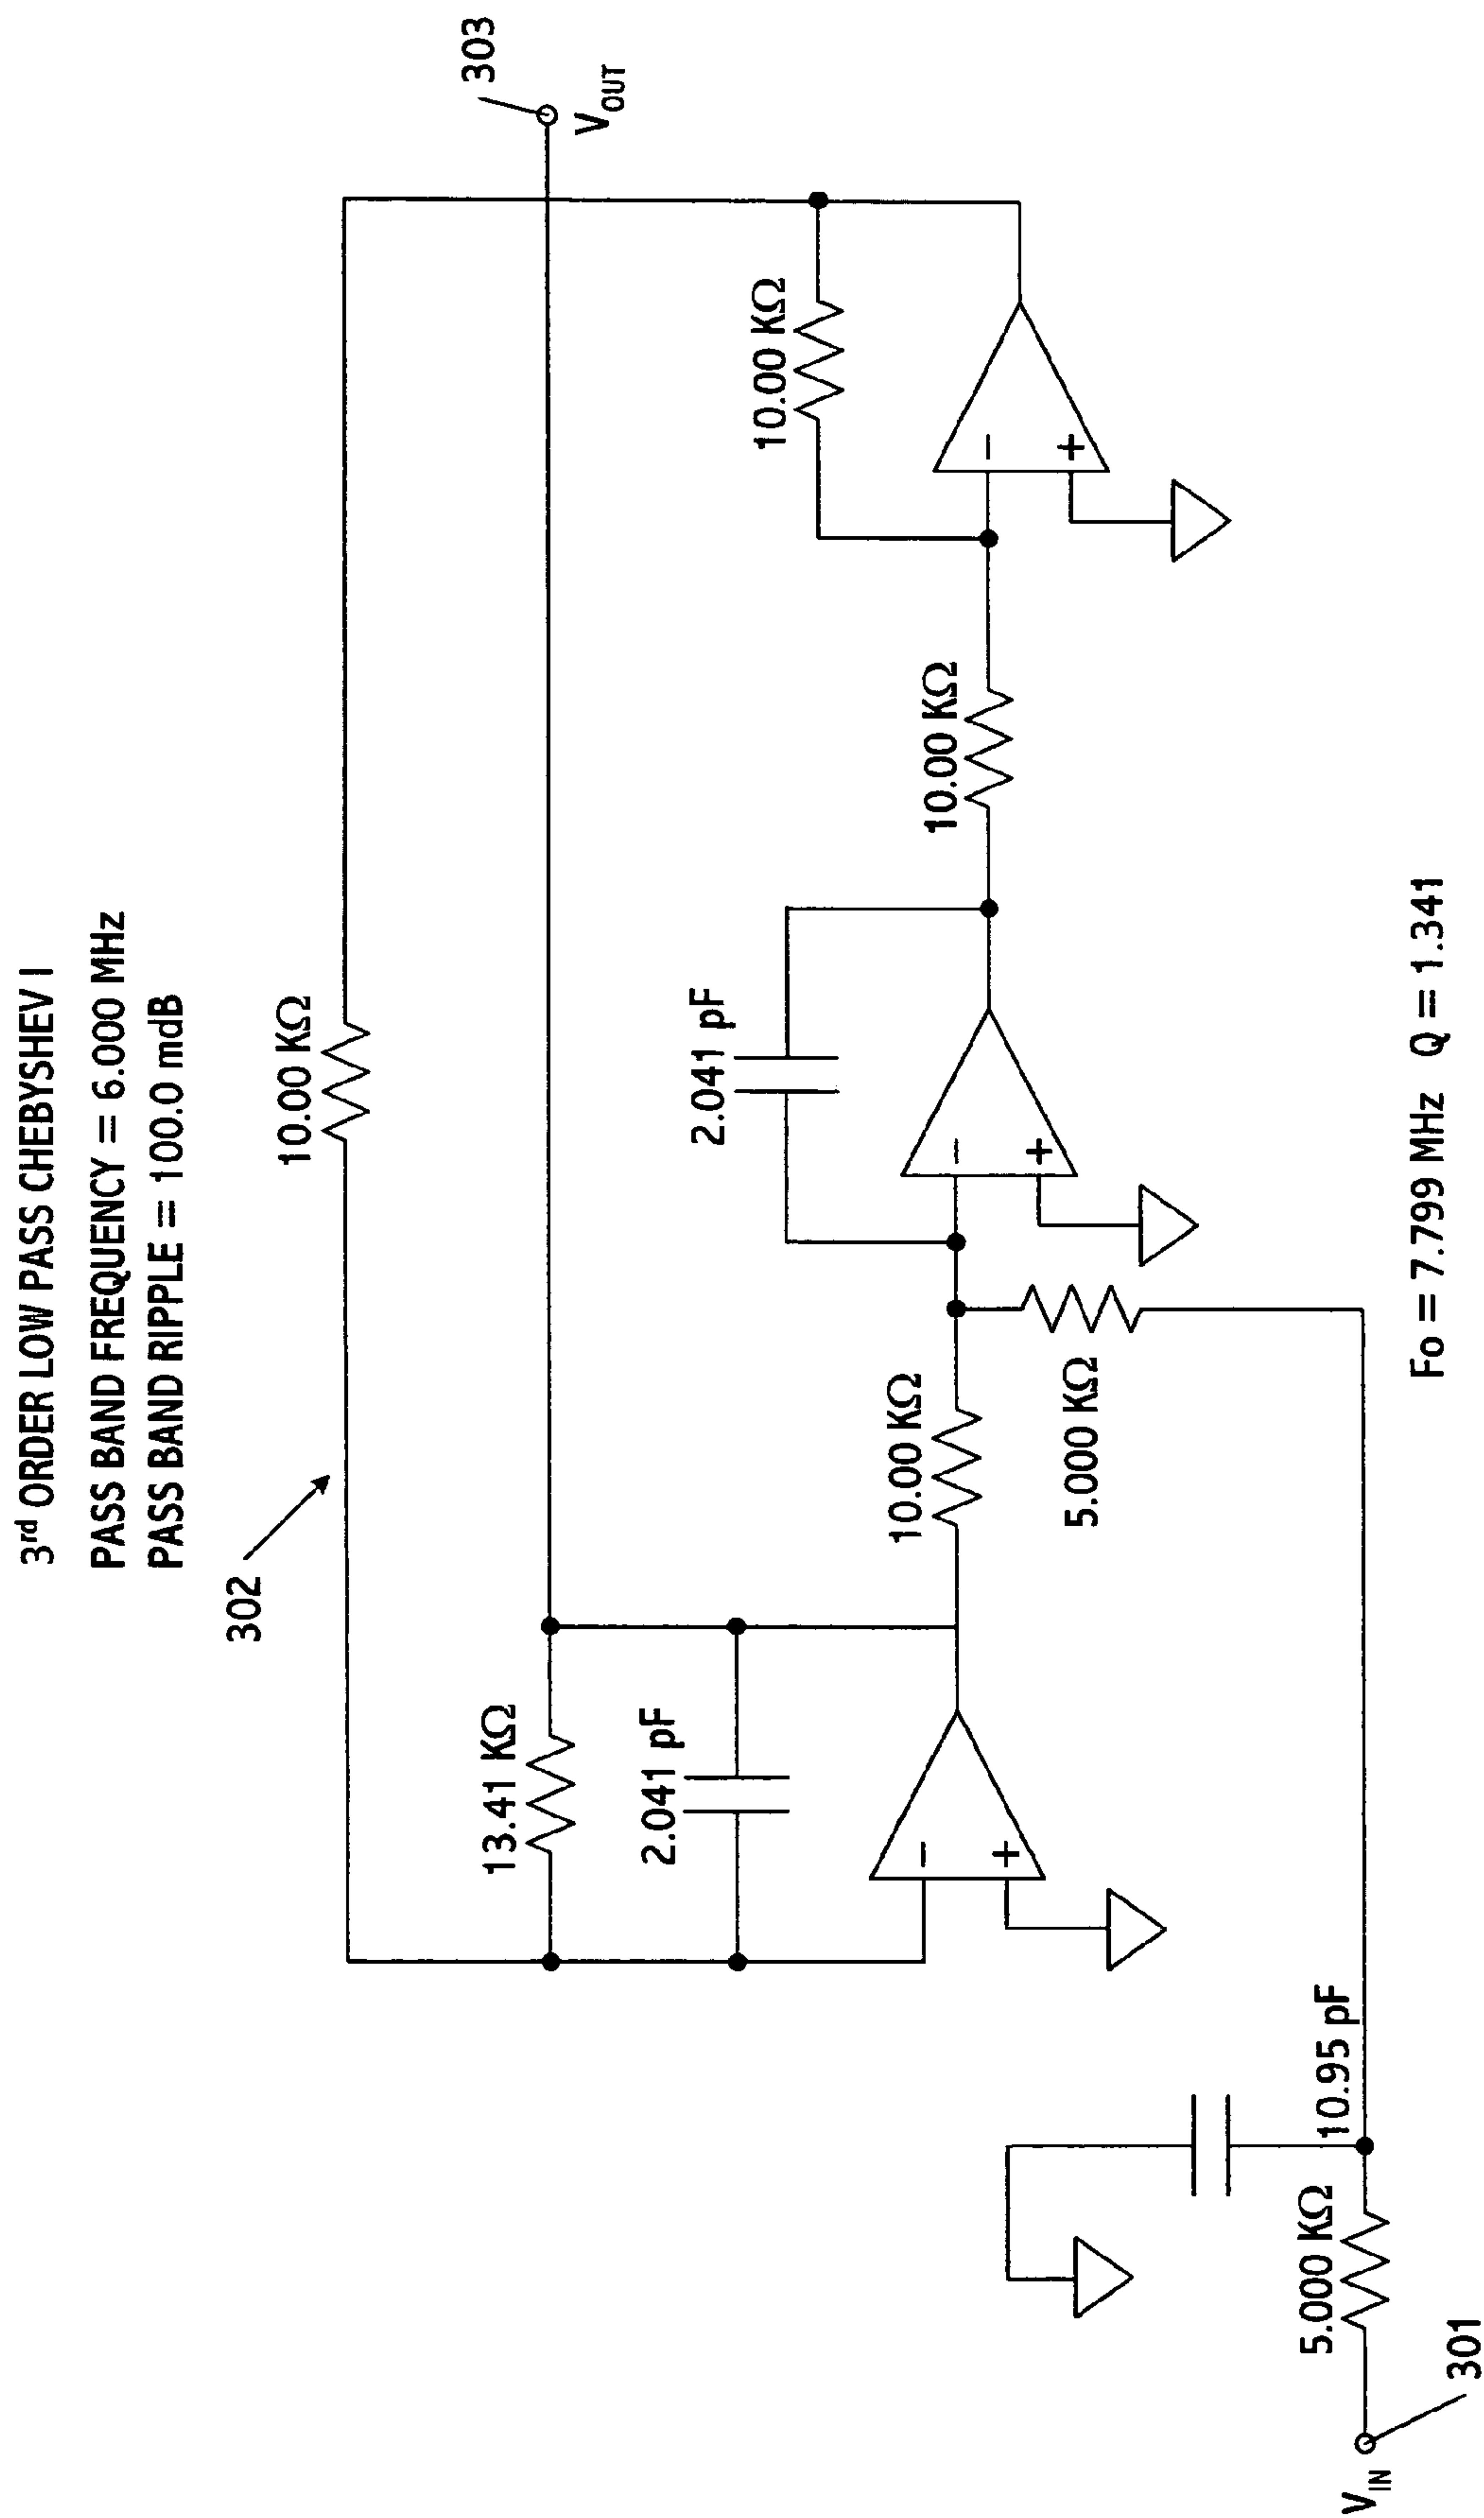 3rd ORDER LOW PASS CHEBYSHEV I
PASS BAND FREQUENCY = 6.000 MHz
PASS BAND RIPPLE = 100.0 mdB
302
10.00 KΩ
303
VOUT
13.41 KΩ
2.041 pF
2.041 pF
10.00 KΩ
10.00 KΩ
10.00 KΩ
5.000 KΩ
− +
− +
− +
10.95 pF
5.000 KΩ
VIN
301
Fo = 7.799 MHz Q = 1.341